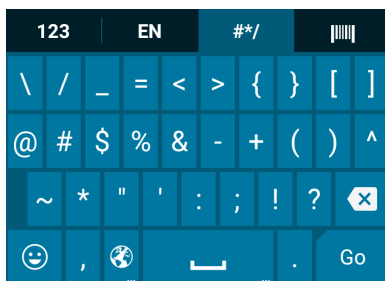 123 EN #*/
\ / _ = < > { } [ ]
@ # $ % & - + ( ) ^
~ * " ' : ; ! ?
, . Go